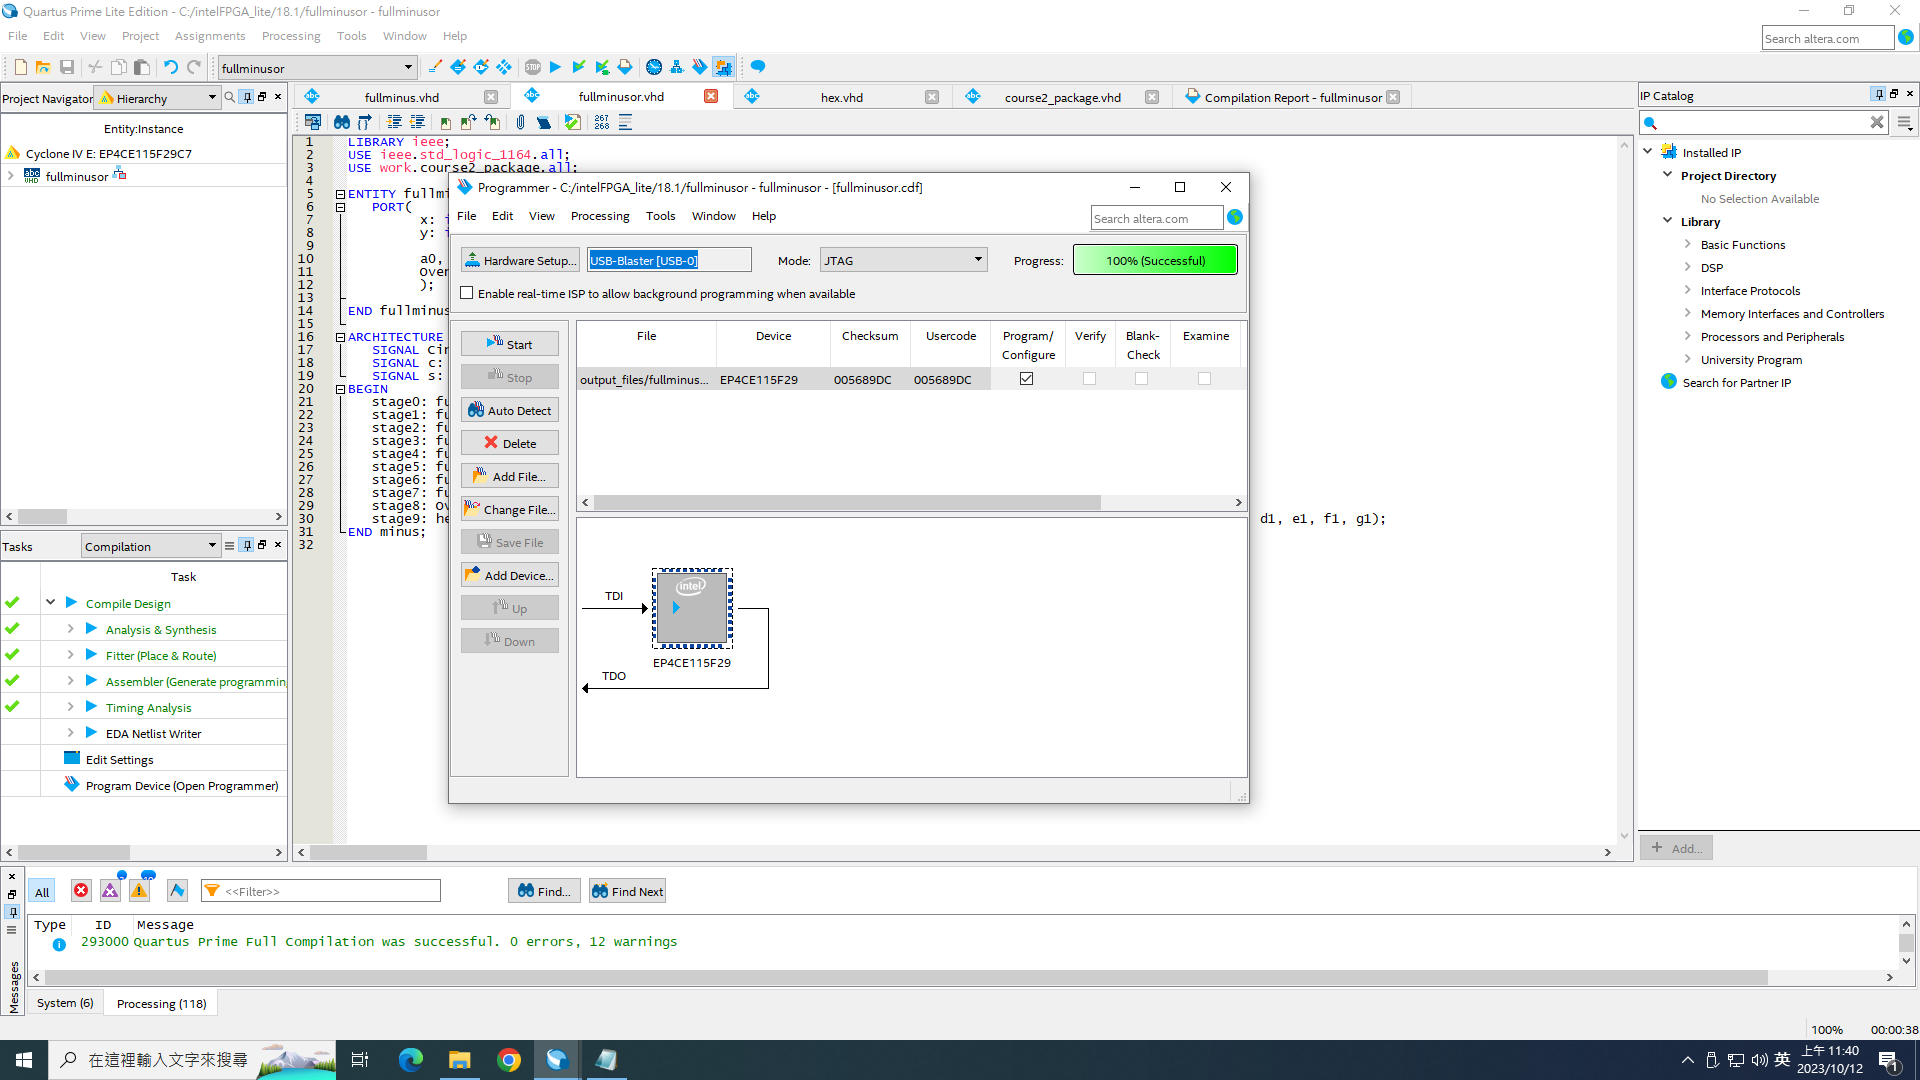 Quartus Prime Lite Edition - C:/intelFPGA_lite/18.1/fullminusor - fullminusor
File Edit View Project Assignments Processing Tools Window Help
Search altera.com
fullminusor
Project Navigator Hierarchy
Entity:Instance
Cyclone IV E: EP4CE115F29C7
fullminusor
Tasks Compilation
Task
Compile Design
Analysis & Synthesis
Fitter (Place & Route)
Assembler (Generate programmin
Timing Analysis
EDA Netlist Writer
Edit Settings
Program Device (Open Programmer)
fullminus.vhd fullminusor.vhd hex.vhd course2_package.vhd Compilation Report - fullminusor
267
268
1 LIBRARY ieee;
2 USE ieee.std_logic_1164.all;
3 USE work.course2_package.all;
4
5 ENTITY fullmi
6 PORT(
7 x: i
8 y: i
9
10 a0,
11 Over
12 );
13
14 END fullminus
15
16 ARCHITECTURE
17 SIGNAL Cin
18 SIGNAL c:
19 SIGNAL s:
20 BEGIN
21 stage0: fu
22 stage1: fu
23 stage2: fu
24 stage3: fu
25 stage4: fu
26 stage5: fu
27 stage6: fu
28 stage7: fu
29 stage8: Ov
30 stage9: he d1, e1, f1, g1);
31 END minus;
32
Programmer - C:/intelFPGA_lite/18.1/fullminusor - fullminusor - [fullminusor.cdf]
File Edit View Processing Tools Window Help
Search altera.com
Hardware Setup... USB-Blaster [USB-0] Mode: JTAG Progress: 100% (Successful)
Enable real-time ISP to allow background programming when available
Start
Stop
Auto Detect
Delete
Add File...
Change File...
Save File
Add Device...
Up
Down
File Device Checksum Usercode Program/ Verify Blank- Examine
Configure Check
output_files/fullminus... EP4CE115F29 005689DC 005689DC
TDI
intel
EP4CE115F29
TDO
IP Catalog
Installed IP
Project Directory
No Selection Available
Library
Basic Functions
DSP
Interface Protocols
Memory Interfaces and Controllers
Processors and Peripherals
University Program
Search for Partner IP
Add...
All <<Filter>> Find... Find Next
Type ID Message
293000 Quartus Prime Full Compilation was successful. 0 errors, 12 warnings
Messages
System (6) Processing (118)
100% 00:00:38
在這裡輸入文字來搜尋
英
上午 11:40
2023/10/12
1